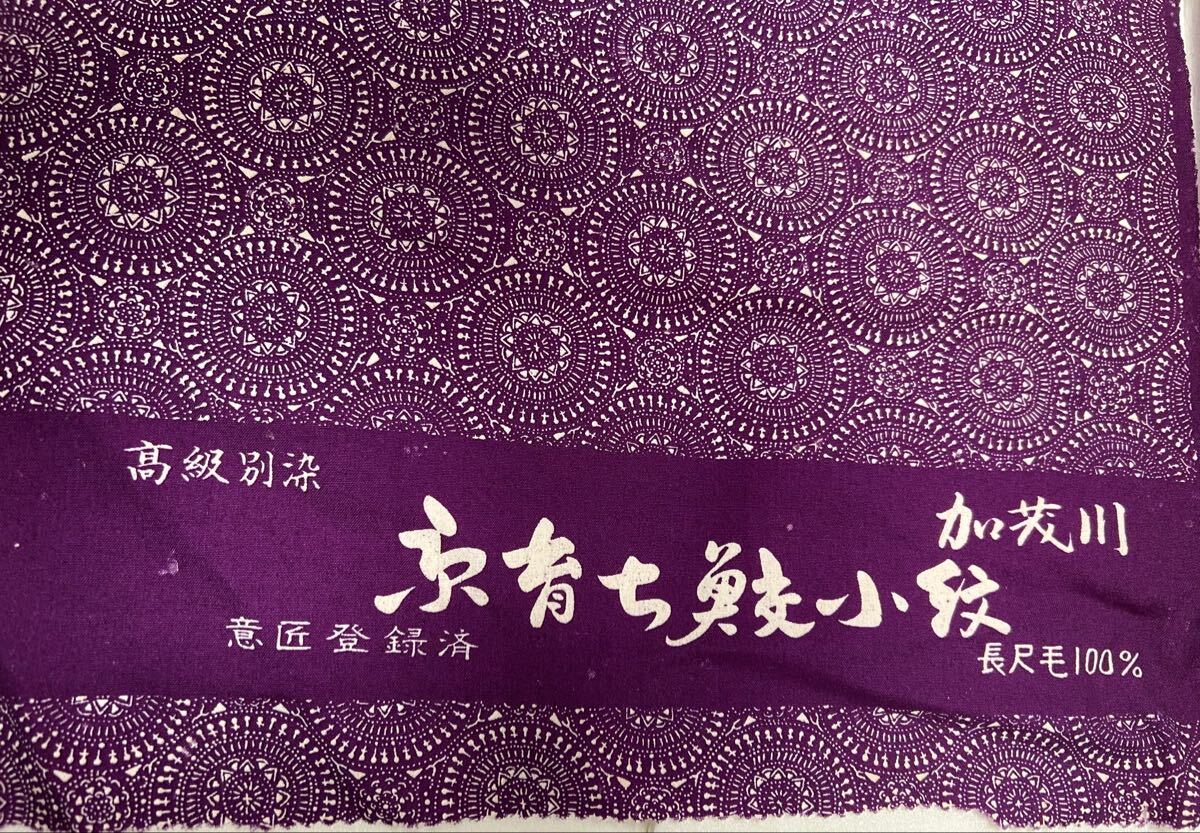 高級別染
加茂川
京育ち鮫小紋
意匠登録済
長尺毛100%